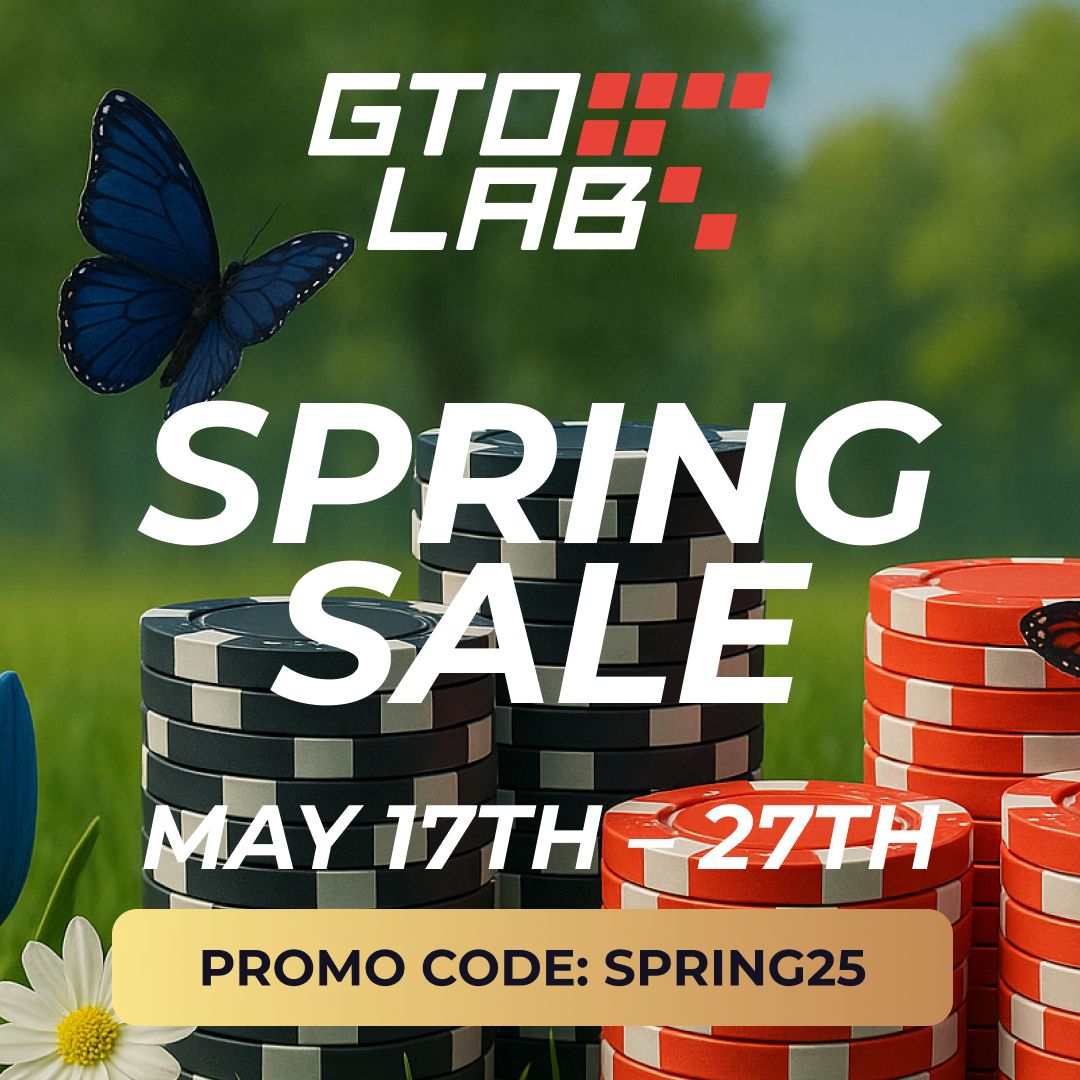 GTO
LAB
SPRING
SALE
MAY 17TH – 27TH
PROMO CODE: SPRING25